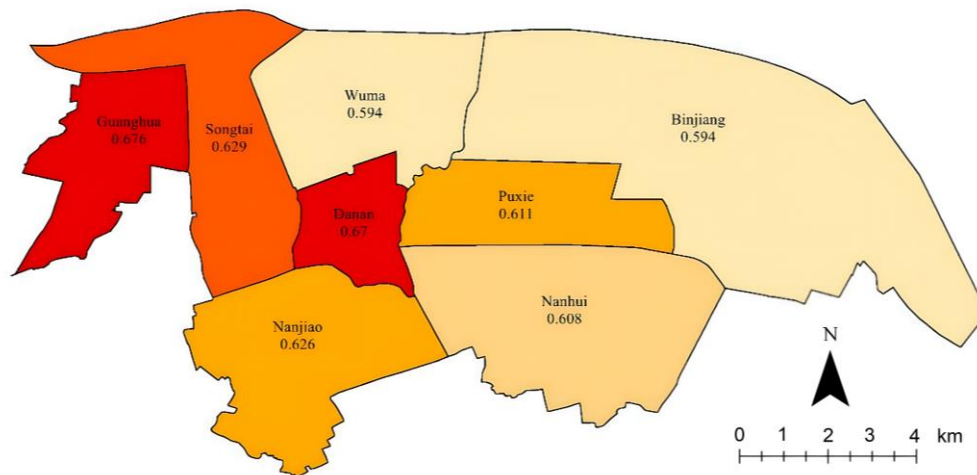 Wuma
0.594
Guanghua
0.676
Songtai
0.629
Binjiang
0.594
Puxie
0.611
Danan
0.67
Nanhui
0.608
Nanjiao
0.626
N
0 1 2 3 4 km